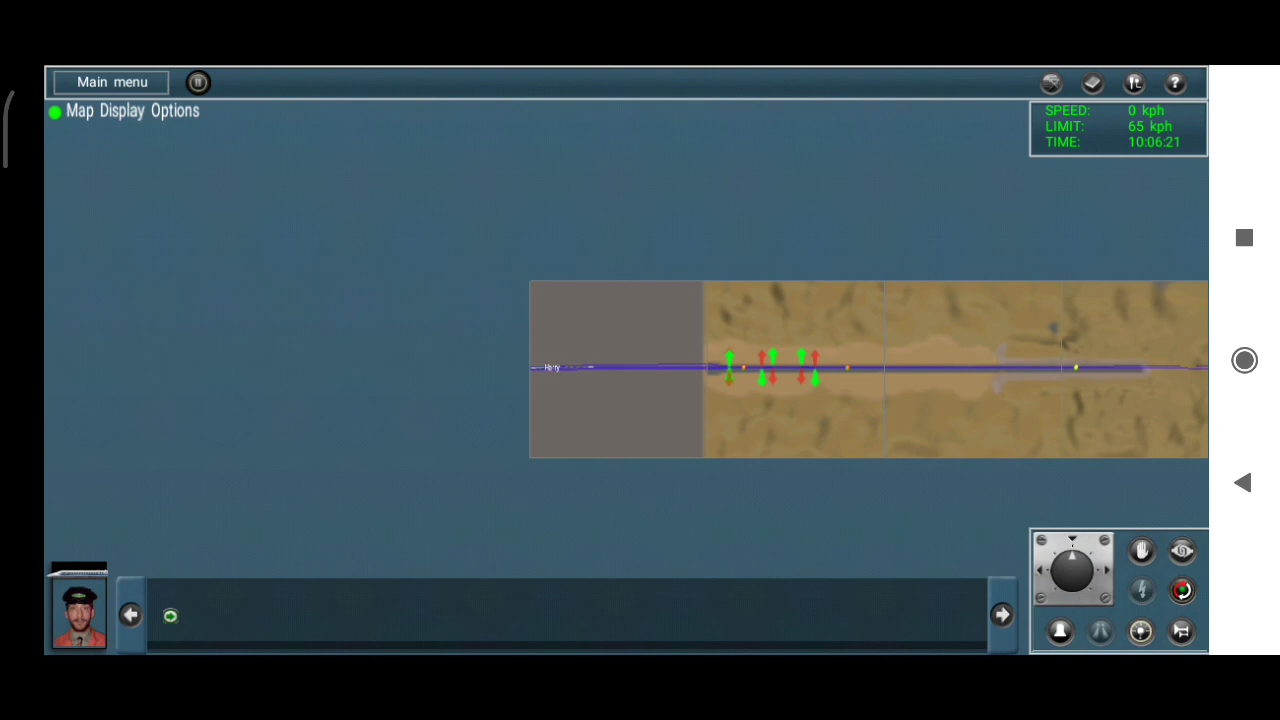 Main menu
Map Display Options
SPEED: 0 kph
LIMIT: 65 kph
TIME: 10:06:21
?